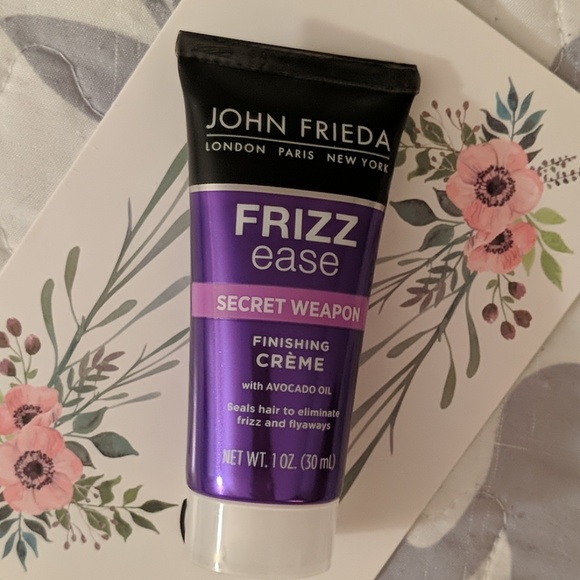 JOHN FRIEDA
LONDON PARIS NEW YORK
FRIZZ
ease
SECRET WEAPON
FINISHING
CRÈME
with AVOCADO OIL
Seals hair to eliminate
frizz and flyaways
NET WT. 1 OZ. (30 mL)